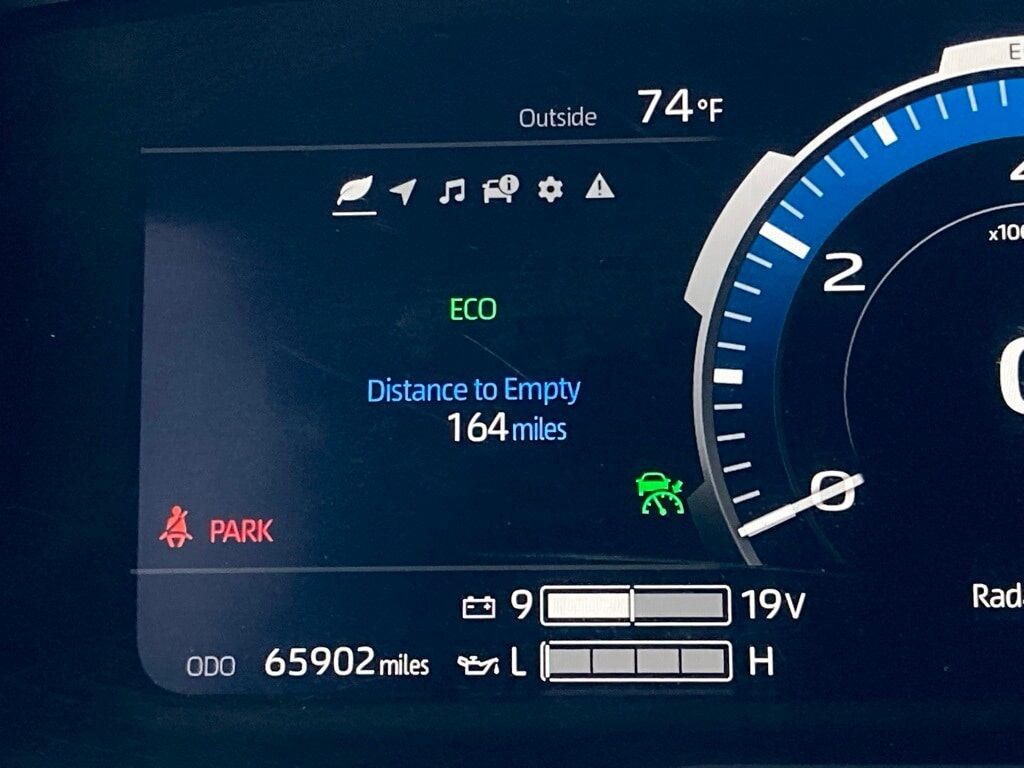 Outside 74°F
ECO
Distance to Empty
164 miles
PARK
2
0
9 19V
ODO 65902 miles L H